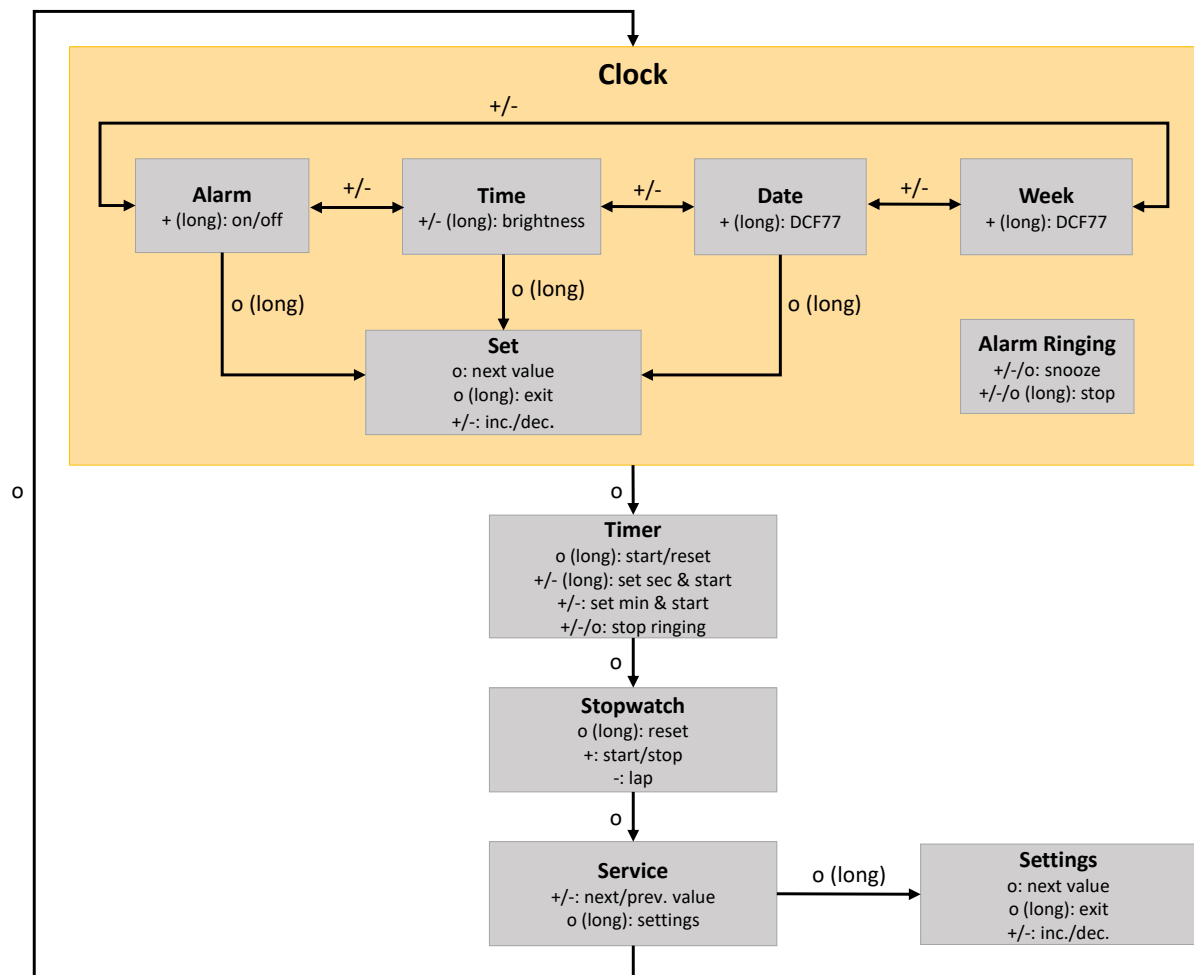 Clock
+/-
Alarm
+ (long): on/off
+/-
Time
+/- (long): brightness
+/-
Date
+ (long): DCF77
+/-
Week
+ (long): DCF77
o (long)
o (long)
o (long)
Set
o: next value
o (long): exit
+/-: inc./dec.
Alarm Ringing
+/-/o: snooze
+/-/o (long): stop
o
o
Timer
o (long): start/reset
+/- (long): set sec & start
+/-: set min & start
+/-/o: stop ringing
o
Stopwatch
o (long): reset
+: start/stop
-: lap
o
Service
+/-: next/prev. value
o (long): settings
o (long)
Settings
o: next value
o (long): exit
+/-: inc./dec.